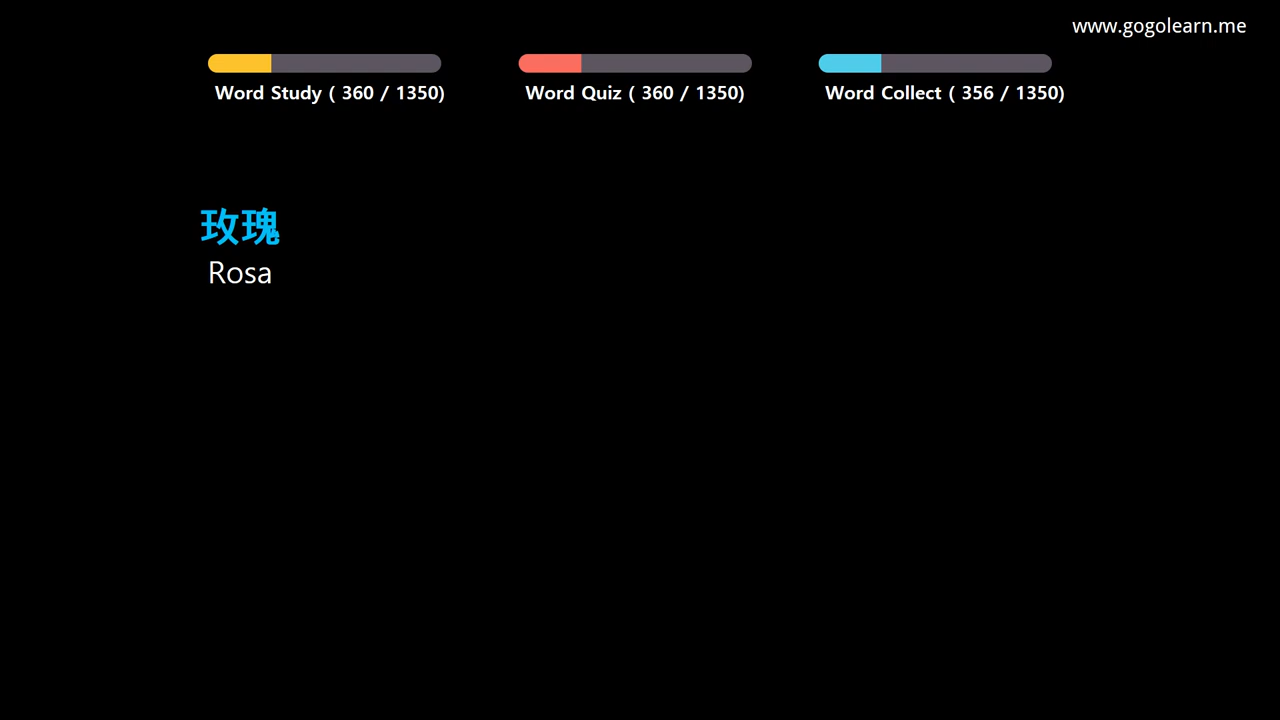 www.gogolearn.me
Word Study ( 360 / 1350)
Word Quiz ( 360 / 1350)
Word Collect ( 356 / 1350)
玫瑰
Rosa